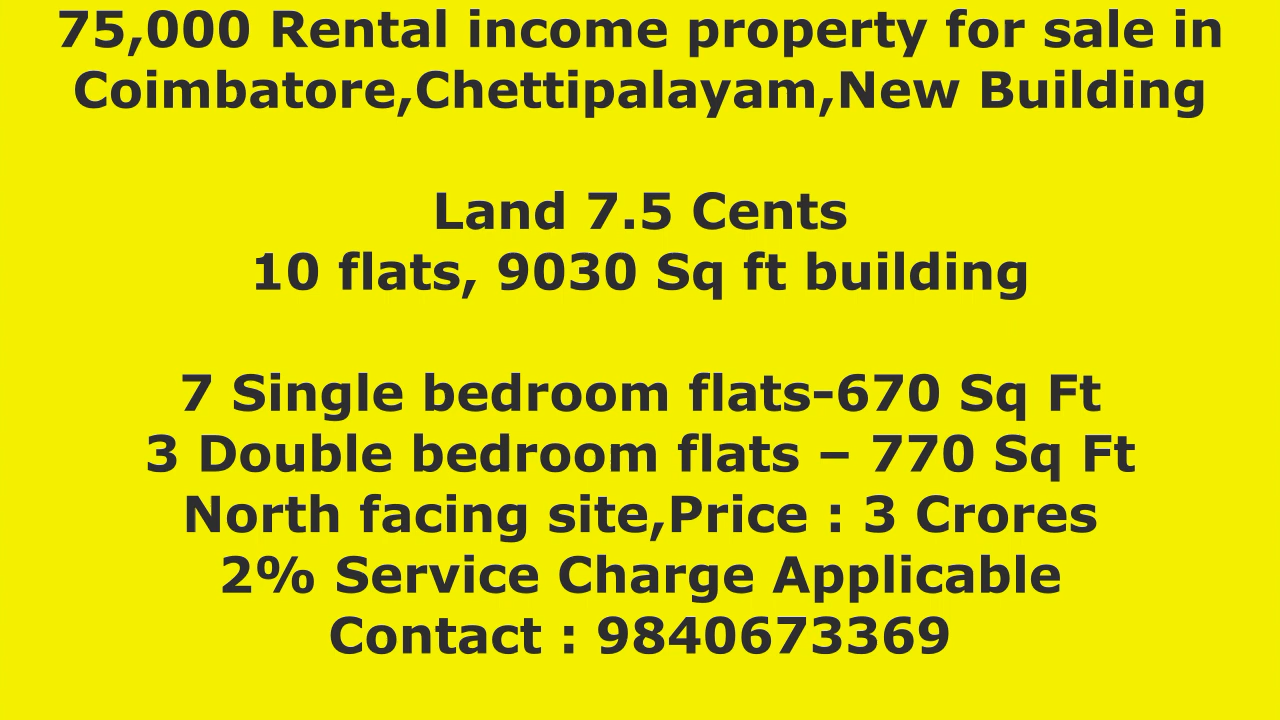 75,000 Rental income property for sale in
Coimbatore,Chettipalayam,New Building
Land 7.5 Cents
10 flats, 9030 Sq ft building
7 Single bedroom flats-670 Sq Ft
3 Double bedroom flats – 770 Sq Ft
North facing site,Price : 3 Crores
2% Service Charge Applicable
Contact : 9840673369